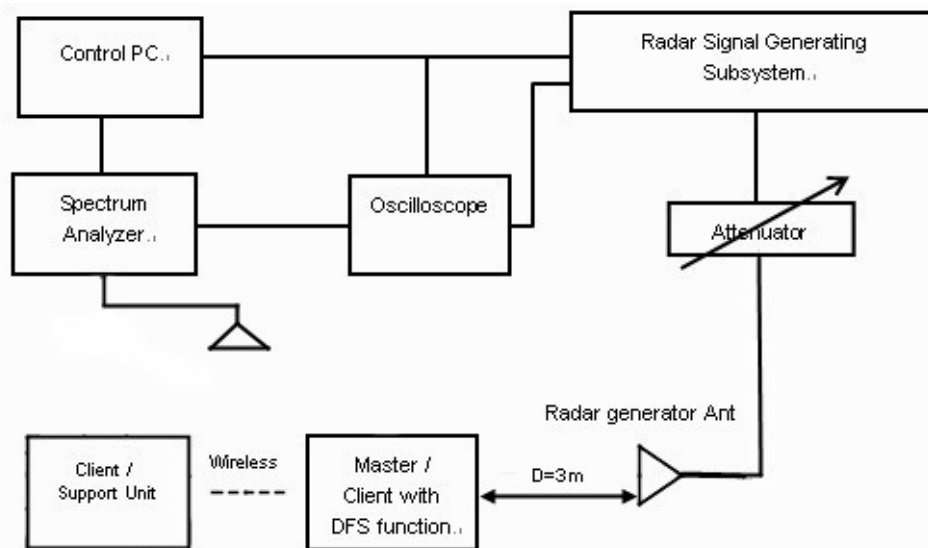 Control PC
Radar Signal Generating
Subsystem
Spectrum
Analyzer
Oscilloscope
Attenuator
Radar generator Ant
Client /
Support Unit
Wireless
Master /
Client with
DFS function
D=3m